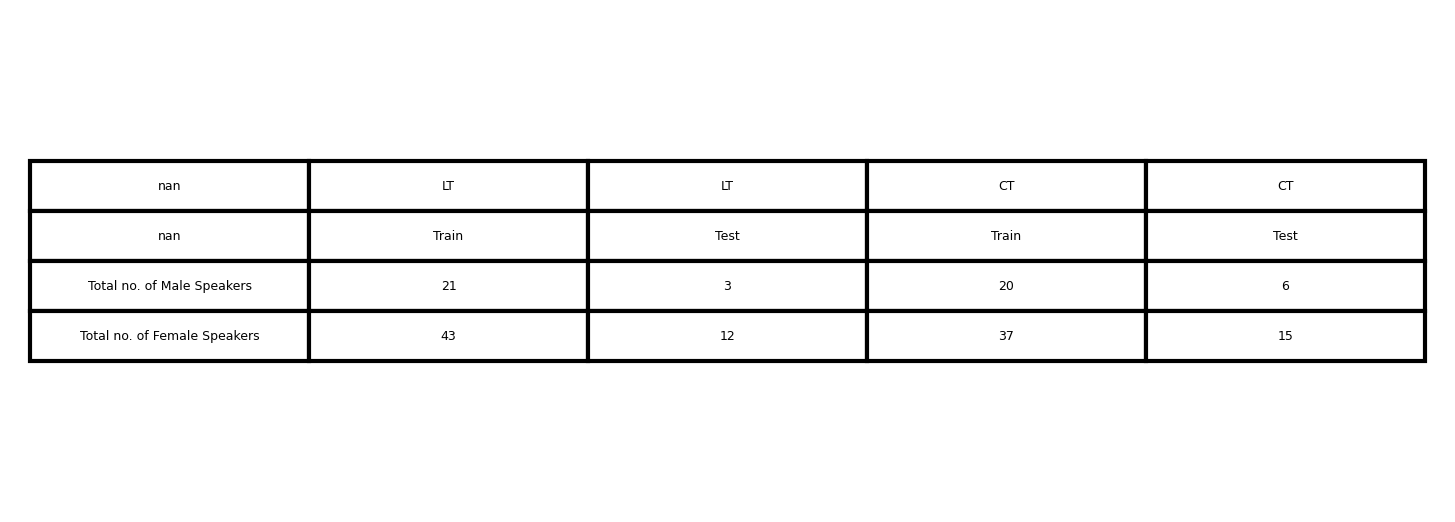 nan LT LT CT CT
nan Train Test Train Test
Total no. of Male Speakers 21 3 20 6
Total no. of Female Speakers 43 12 37 15